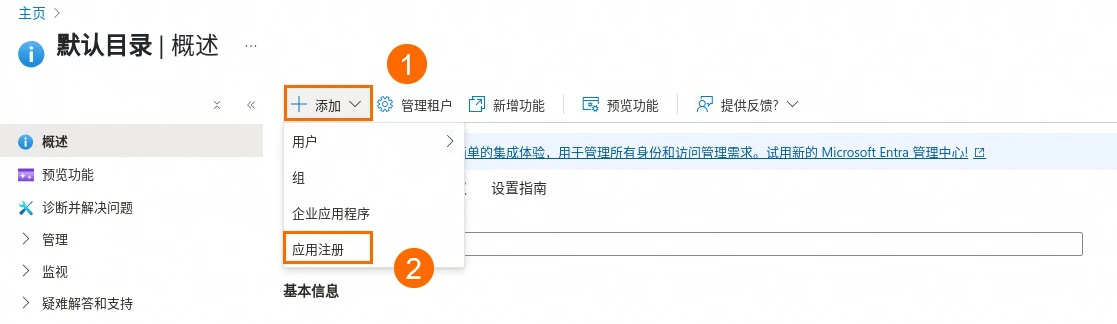 主页
默认目录 | 概述
1
添加
管理租户
新增功能
预览功能
提供反馈?
概述
预览功能
诊断并解决问题
管理
监视
疑难解答和支持
用户
组
企业应用程序
应用注册
2
单的集成体验，用于管理所有身份和访问管理需求。试用新的 Microsoft Entra 管理中心!
设置指南
基本信息